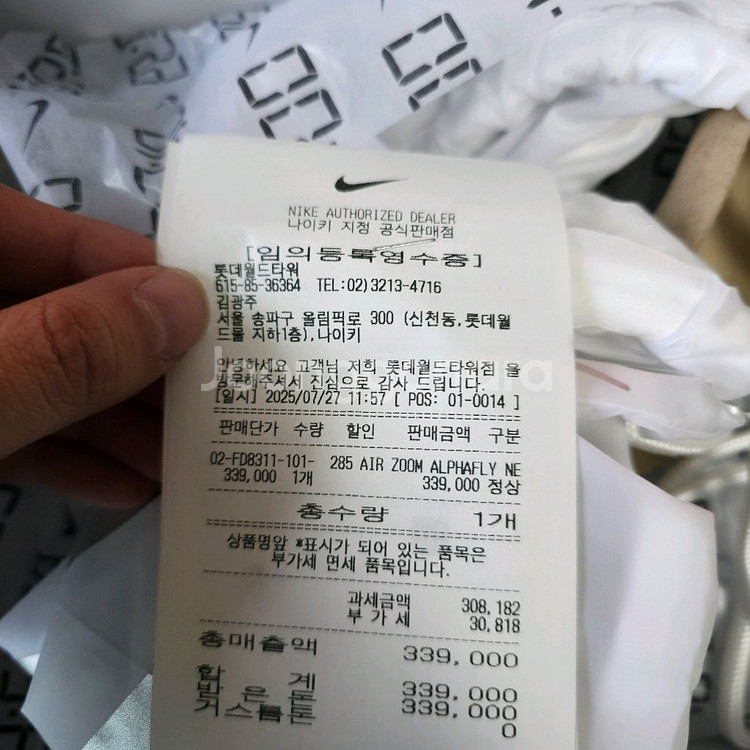 NIKE AUTHORIZED DEALER
나이키 지정 공식판매점
[임의등록영수증]
롯데월드타워
615-85-36364 TEL:02)3213-4716
김광주
서울 송파구 올림픽로 300 (신천동,롯데월
드몰 지하1층),나이키
안녕하세요 고객님 저희 롯데월드타워점 을
방문해주셔서 진심으로 감사 드립니다.
[일시] 2025/07/27 11:57 [ POS: 01-0014 ]
판매단가 수량 할인 판매금액 구분
02-FD8311-101- 285 AIR ZOOM ALPHAFLY NE
339,000 1개 339,000 정상
총수량 1개
상품명앞 *표시가 되어 있는 품목은
부가세 면세 품목입니다.
과세금액 308,182
부 가 세 30,818
총매출액 339,000
합 계 339,000
받 은 돈 339,000
거스름돈 0